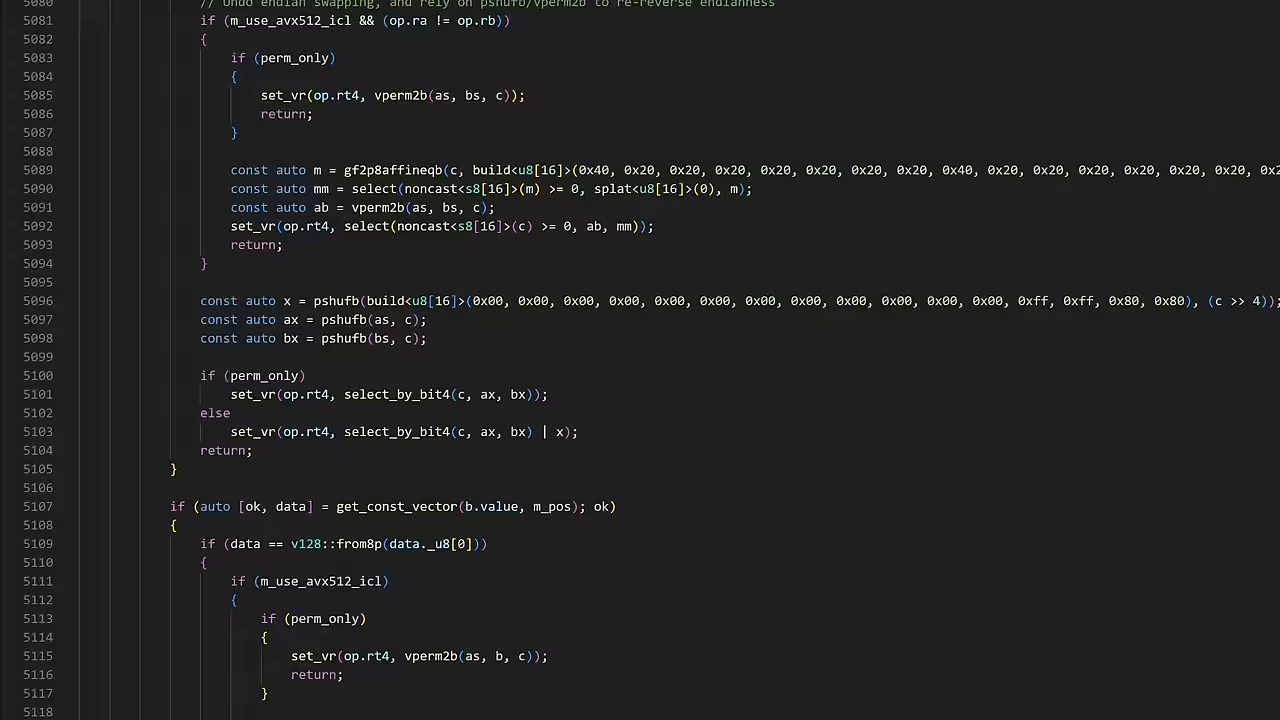 5080 // Undo endian swapping, and rely on pshufb/vperm2b to re-reverse endianness
5081 if (m_use_avx512_icl && (op.ra != op.rb))
5082 {
5083 if (perm_only)
5084 {
5085 set_vr(op.rt4, vperm2b(as, bs, c));
5086 return;
5087 }
5088
5089 const auto m = gf2p8affineqb(c, build<u8[16]>(0x40, 0x20, 0x20, 0x20, 0x20, 0x20, 0x20, 0x20, 0x40, 0x20, 0x20, 0x20, 0x20, 0x20, 0x20, 0x2
5090 const auto mm = select(noncast<s8[16]>(m) >= 0, splat<u8[16]>(0), m);
5091 const auto ab = vperm2b(as, bs, c);
5092 set_vr(op.rt4, select(noncast<s8[16]>(c) >= 0, ab, mm));
5093 return;
5094 }
5095
5096 const auto x = pshufb(build<u8[16]>(0x00, 0x00, 0x00, 0x00, 0x00, 0x00, 0x00, 0x00, 0x00, 0x00, 0x00, 0x00, 0xff, 0xff, 0x80, 0x80), (c >> 4));
5097 const auto ax = pshufb(as, c);
5098 const auto bx = pshufb(bs, c);
5099
5100 if (perm_only)
5101 set_vr(op.rt4, select_by_bit4(c, ax, bx));
5102 else
5103 set_vr(op.rt4, select_by_bit4(c, ax, bx) | x);
5104 return;
5105 }
5106
5107 if (auto [ok, data] = get_const_vector(b.value, m_pos); ok)
5108 {
5109 if (data == v128::from8p(data._u8[0]))
5110 {
5111 if (m_use_avx512_icl)
5112 {
5113 if (perm_only)
5114 {
5115 set_vr(op.rt4, vperm2b(as, b, c));
5116 return;
5117 }
5118